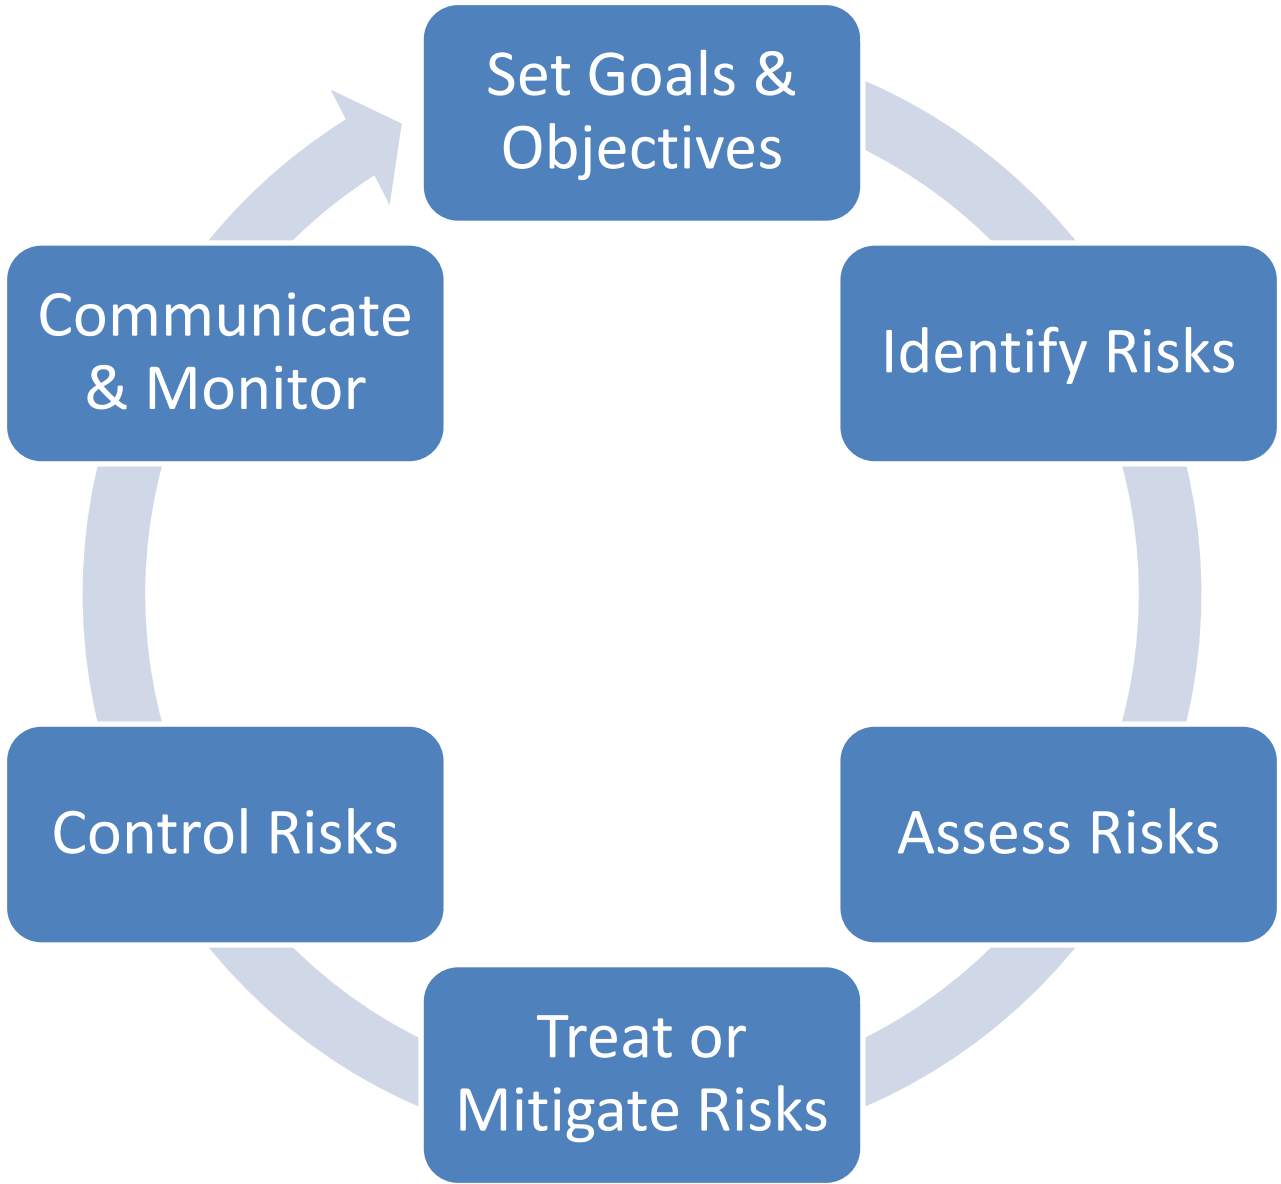 Set Goals &
Objectives
Identify Risks
Assess Risks
Treat or
Mitigate Risks
Control Risks
Communicate
& Monitor